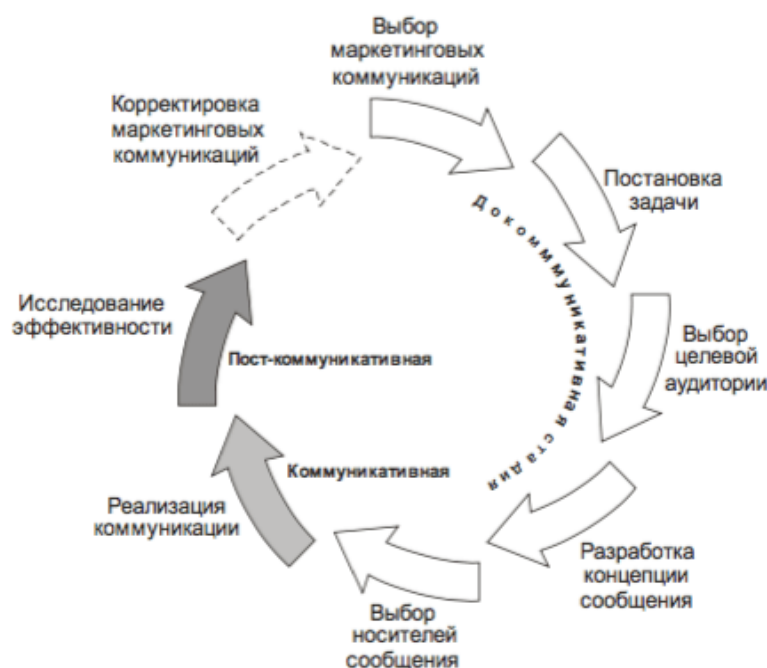 Выбор
маркетинговых
коммуникаций
Постановка
задачи
Выбор
целевой
аудитории
Разработка
концепции
сообщения
Выбор
носителей
сообщения
Реализация
коммуникации
Исследование
эффективности
Корректировка
маркетинговых
коммуникаций
Докоммуникативная стадия
Коммуникативная
Пост-коммуникативная